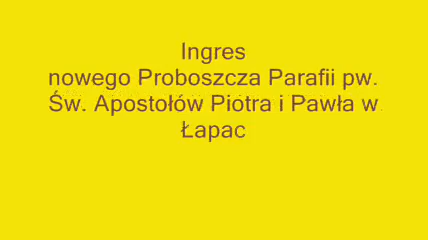 Ingres
nowego Proboszcza Parafii pw.
Św. Apostołów Piotra i Pawła w
Łapac